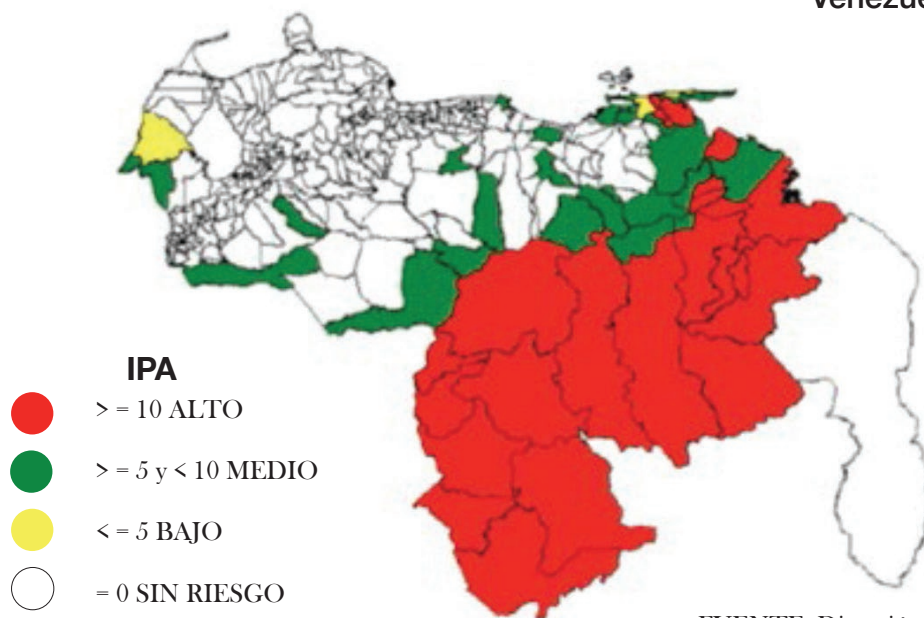 IPA
> = 10 ALTO
> = 5 y < 10 MEDIO
< = 5 BAJO
= 0 SIN RIESGO